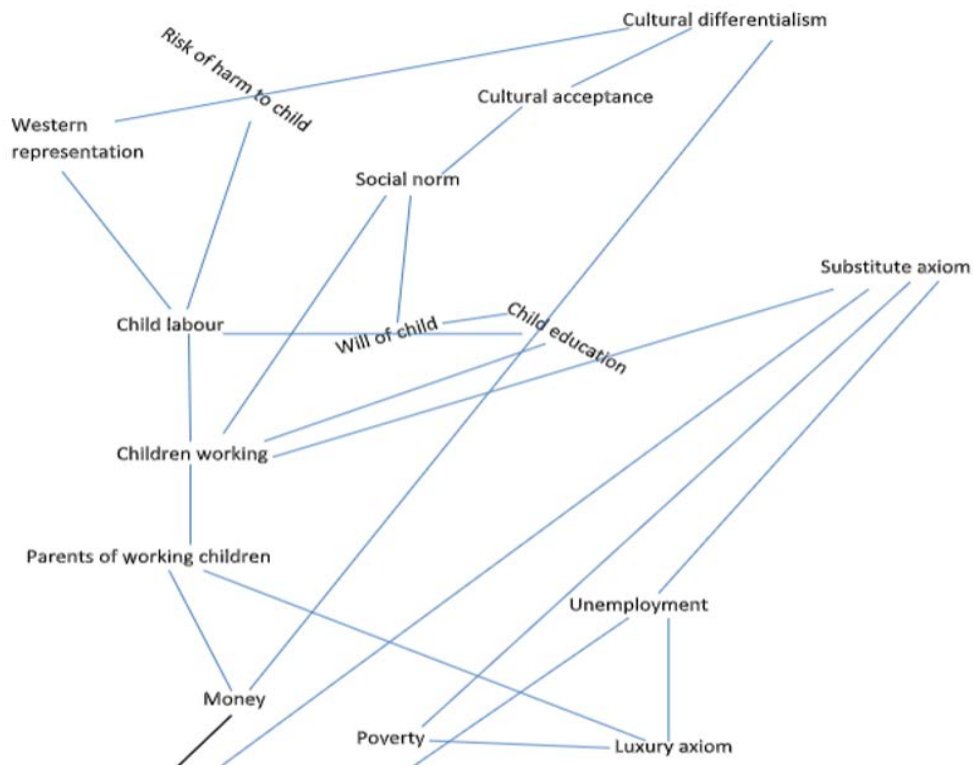 Cultural differentialism
Risk of harm to child
Cultural acceptance
Western
representation
Social norm
Substitute axiom
Child labour
Will of child
Child education
Children working
Parents of working children
Unemployment
Money
Poverty
Luxury axiom